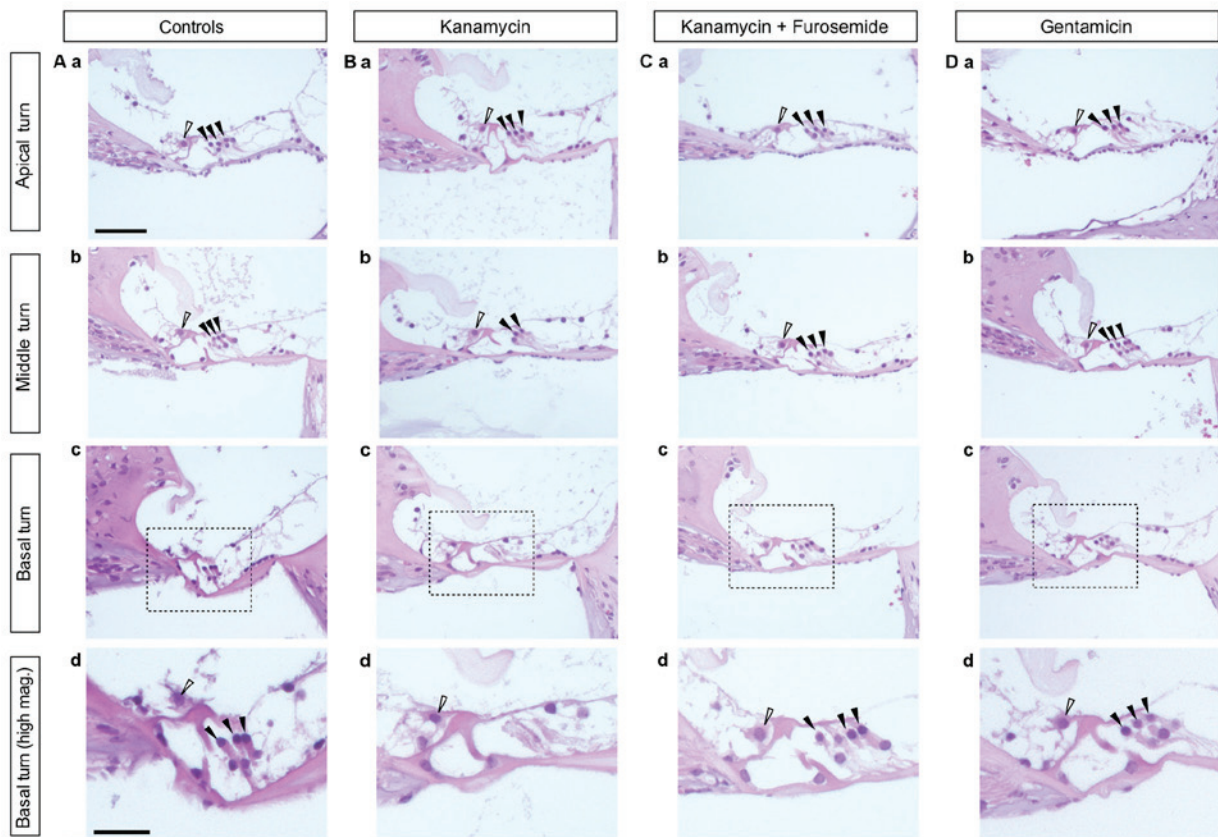 Controls
Kanamycin
Kanamycin + Furosemide
Gentamicin
Apical turn
A a
B a
C a
D a
Middle turn
b
b
b
b
Basal turn
c
c
c
c
Basal turn (high mag.)
d
d
d
d